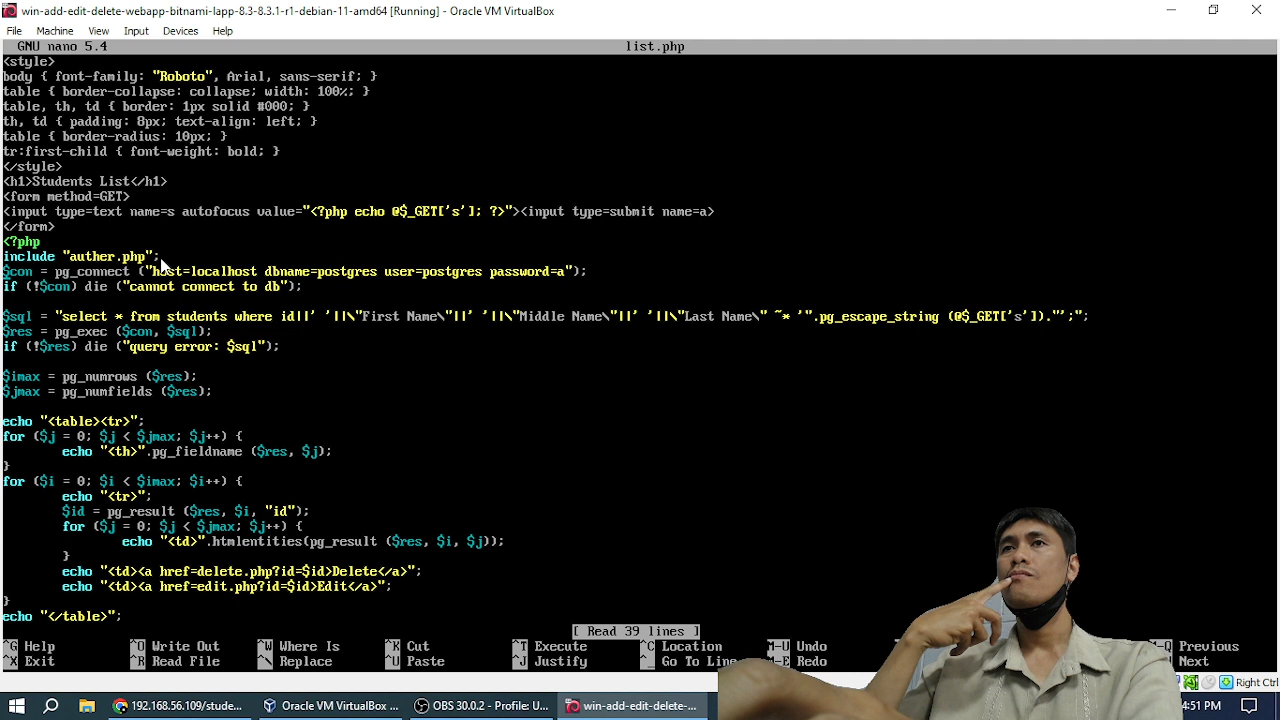 win-add-edit-delete-webapp-bitnami-lapp-8.3-8.3.1-r1-debian-11-amd64 [Running] - Oracle VM VirtualBox
File Machine View Input Devices Help
GNU nano 5.4 list.php
<style>
body { font-family: "Roboto", Arial, sans-serif; }
table { border-collapse: collapse; width: 100%; }
table, th, td { border: 1px solid #000; }
th, td { padding: 8px; text-align: left; }
table { border-radius: 10px; }
tr:first-child { font-weight: bold; }
</style>
<h1>Students List</h1>
<form method=GET>
<input type=text name=s autofocus value="<?php echo @$_GET['s']; ?>"><input type=submit name=a>
</form>
<?php
include "auther.php";
$con = pg_connect ("host=localhost dbname=postgres user=postgres password=a");
if (!$con) die ("cannot connect to db");
$sql = "select * from students where id||' '||\"First Name\"||' '||\"Middle Name\"||' '||\"Last Name\" ~* '".pg_escape_string (@$_GET['s'])."';";
$res = pg_exec ($con, $sql);
if (!$res) die ("query error: $sql");
$imax = pg_numrows ($res);
$jmax = pg_numfields ($res);
echo "<table><tr>";
for ($j = 0; $j < $jmax; $j++) {
echo "<th>".pg_fieldname ($res, $j);
}
for ($i = 0; $i < $imax; $i++) {
echo "<tr>";
$id = pg_result ($res, $i, "id");
for ($j = 0; $j < $jmax; $j++) {
echo "<td>".htmlentities(pg_result ($res, $i, $j));
}
echo "<td><a href=delete.php?id=$id>Delete</a>";
echo "<td><a href=edit.php?id=$id>Edit</a>";
}
echo "</table>";
[ Read 39 lines ]
^G Help ^O Write Out ^W Where Is ^K Cut ^T Execute ^C Location M-U Undo M-Q Previous
^X Exit ^R Read File ^\ Replace ^U Paste ^J Justify ^_ Go To Line M-E Redo Next
Right Ctrl
192.168.56.109/stude... Oracle VM VirtualBox ... OBS 30.0.2 - Profile: U... win-add-edit-delete-... 4:51 PM